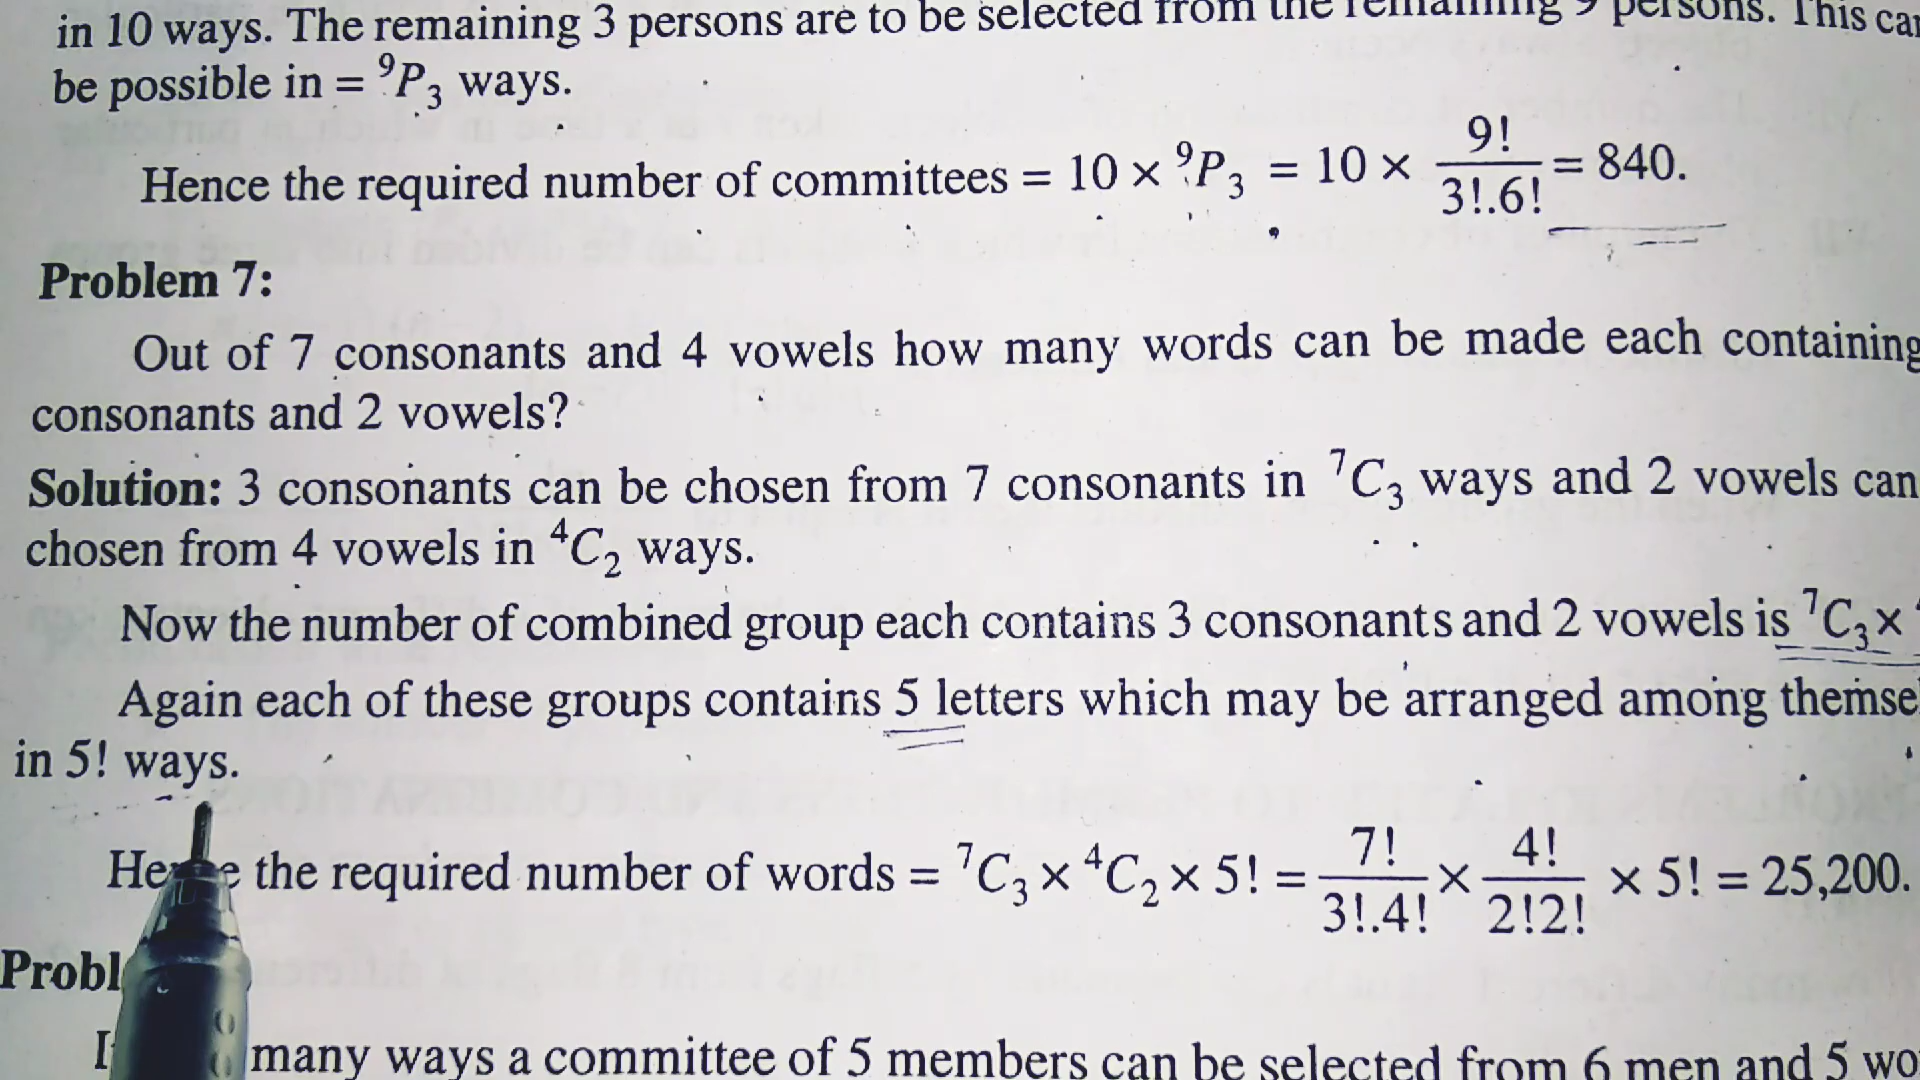 in 10 ways. The remaining 3 persons are to be selected from the remaining 9 persons. This can
be possible in = ⁹P₃ ways.
Hence the required number of committees = 10 × ⁹P₃ = 10 × 9!/3!.6! = 840.
Problem 7:
Out of 7 consonants and 4 vowels how many words can be made each containing
consonants and 2 vowels?
Solution: 3 consonants can be chosen from 7 consonants in ⁷C₃ ways and 2 vowels can
chosen from 4 vowels in ⁴C₂ ways.
Now the number of combined group each contains 3 consonants and 2 vowels is ⁷C₃ ×
Again each of these groups contains 5 letters which may be arranged among themse
in 5! ways.
Hence the required number of words = ⁷C₃ × ⁴C₂ × 5! = 7!/3!.4! × 4!/2!2! × 5! = 25,200.
Probl
many ways a committee of 5 members can be selected from 6 men and 5 wo